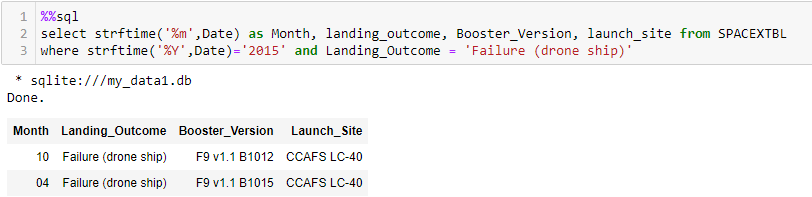 1 %%sql
2 select strftime('%m',Date) as Month, landing_outcome, Booster_Version, launch_site from SPACEXTBL
3 where strftime('%Y',Date)='2015' and Landing_Outcome = 'Failure (drone ship)'
* sqlite:///my_data1.db
Done.
Month Landing_Outcome Booster_Version Launch_Site
10 Failure (drone ship) F9 v1.1 B1012 CCAFS LC-40
04 Failure (drone ship) F9 v1.1 B1015 CCAFS LC-40